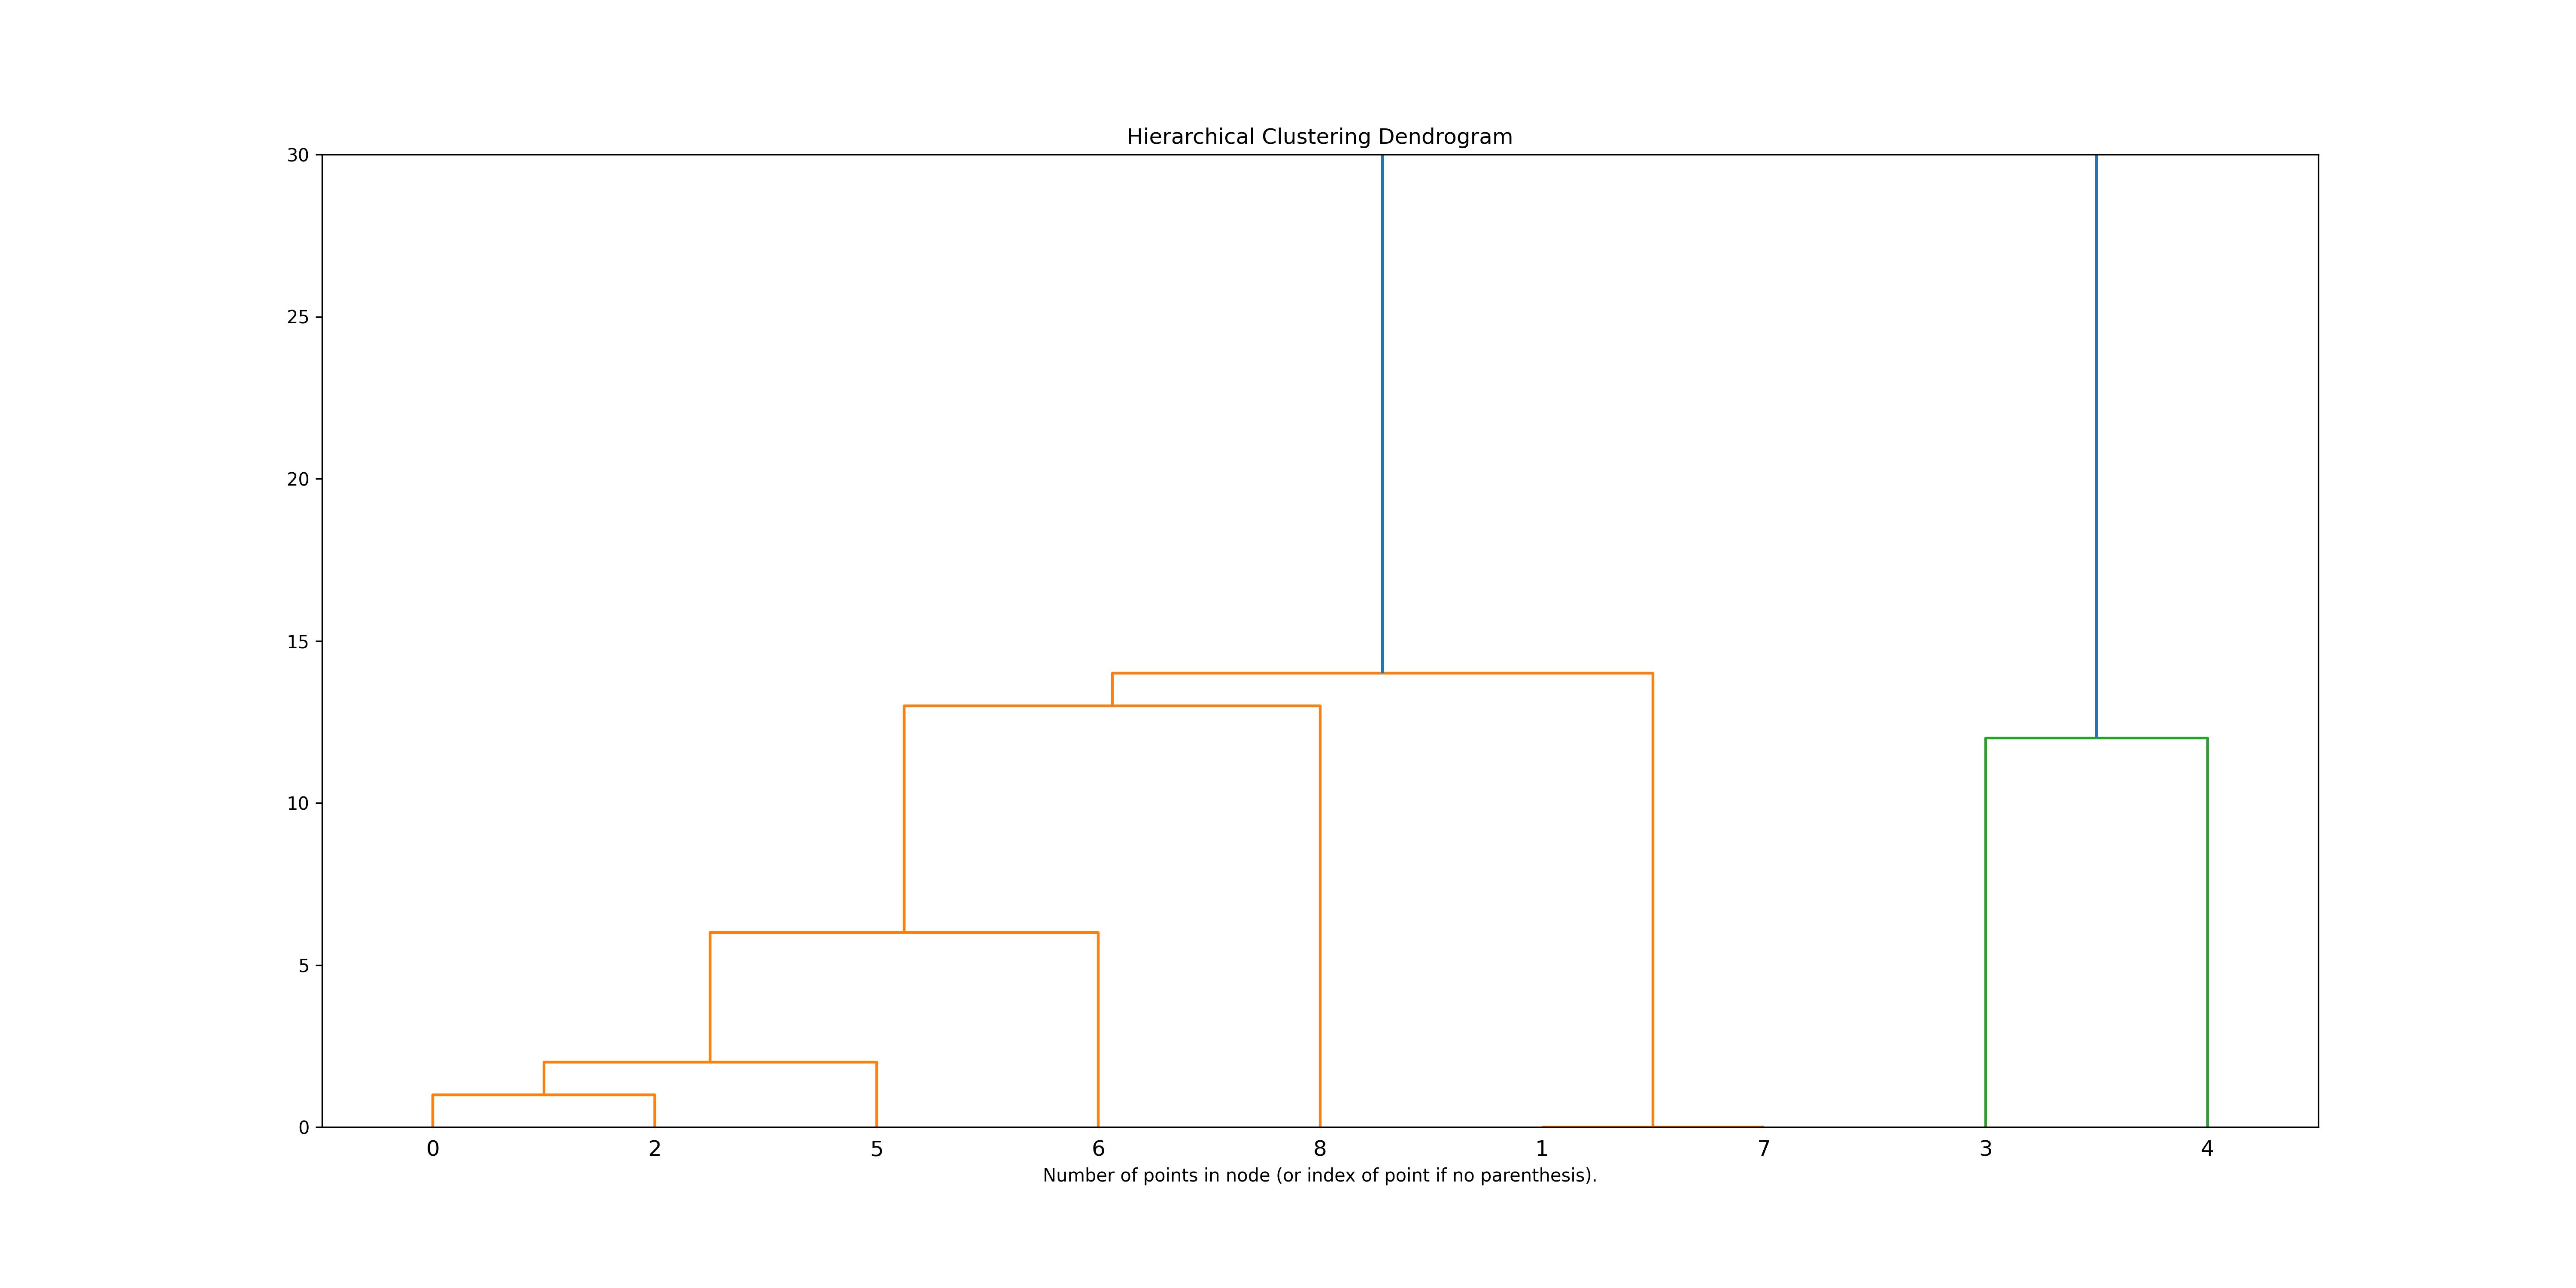 Hierarchical Clustering Dendrogram
30
25
20
15
10
5
0
0 2 5 6 8 1 7 3 4
Number of points in node (or index of point if no parenthesis).